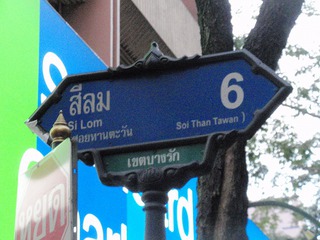 สีลม 6
Si Lom
ซอยทานตะวัน Soi Than Tawan )
เขตบางรัก